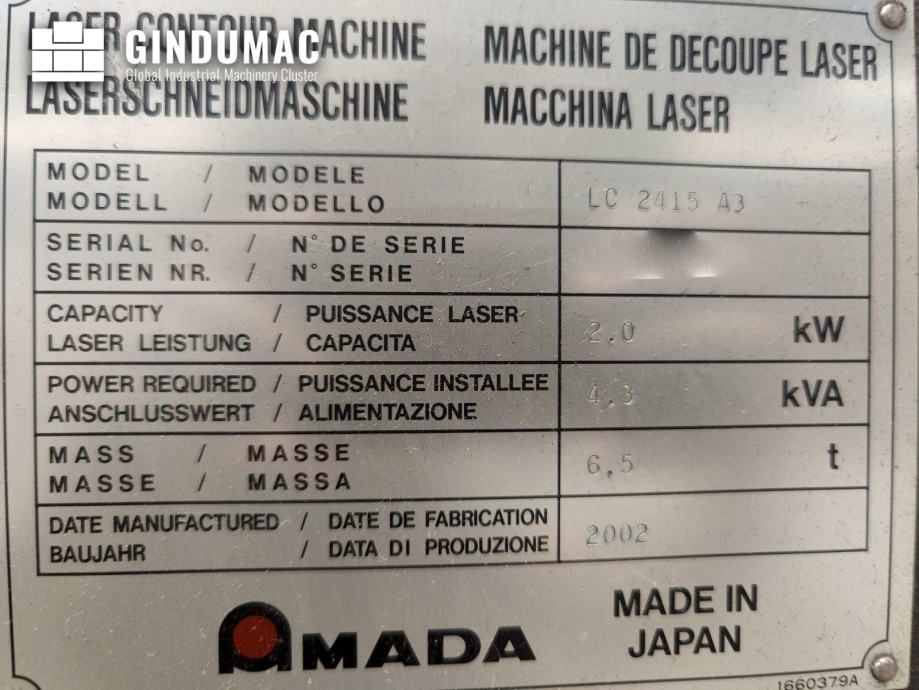 LASER CONTOUR MACHINE
MACHINE DE DECOUPE LASER
GINDUMAC
Global Industrial Machinery Cluster
LASERSCHNEIDMASCHINE
MACCHINA LASER
MODEL / MODELE
MODELL / MODELLO
LC 2415 A3
SERIAL No. / N° DE SERIE
SERIEN NR. / N° SERIE
CAPACITY / PUISSANCE LASER
LASER LEISTUNG / CAPACITA
2.0 kW
POWER REQUIRED / PUISSANCE INSTALLEE
ANSCHLUSSWERT / ALIMENTAZIONE
4.3 kVA
MASS / MASSE
MASSE / MASSA
6,5 t
DATE MANUFACTURED / DATE DE FABRICATION
BAUJAHR / DATA DI PRODUZIONE
2002
AMADA
MADE IN
JAPAN
1660379A